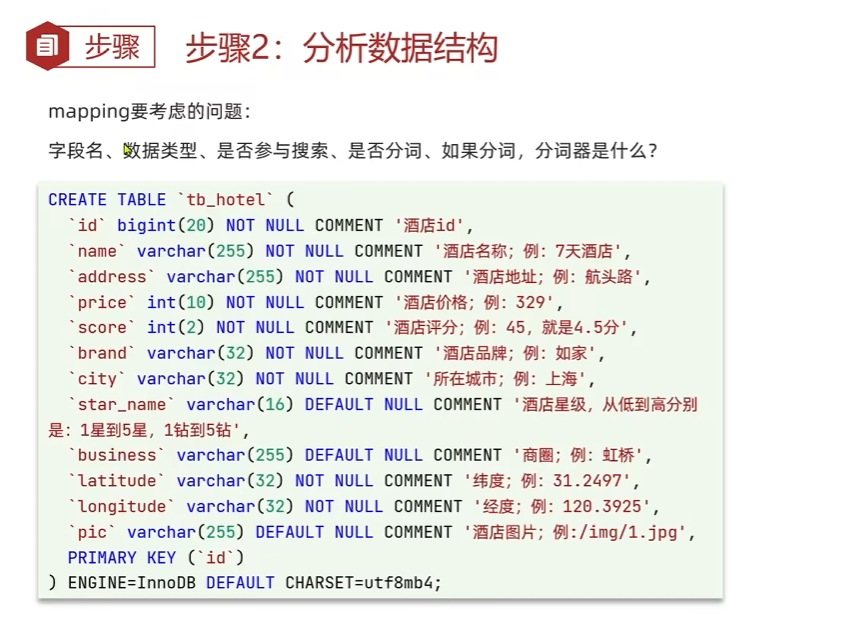 步骤 步骤2：分析数据结构
mapping要考虑的问题：
字段名、数据类型、是否参与搜索、是否分词、如果分词，分词器是什么？
CREATE TABLE `tb_hotel` (
`id` bigint(20) NOT NULL COMMENT '酒店id',
`name` varchar(255) NOT NULL COMMENT '酒店名称；例：7天酒店',
`address` varchar(255) NOT NULL COMMENT '酒店地址；例：航头路',
`price` int(10) NOT NULL COMMENT '酒店价格；例：329',
`score` int(2) NOT NULL COMMENT '酒店评分；例：45，就是4.5分',
`brand` varchar(32) NOT NULL COMMENT '酒店品牌；例：如家',
`city` varchar(32) NOT NULL COMMENT '所在城市；例：上海',
`star_name` varchar(16) DEFAULT NULL COMMENT '酒店星级，从低到高分别
是：1星到5星，1钻到5钻',
`business` varchar(255) DEFAULT NULL COMMENT '商圈；例：虹桥',
`latitude` varchar(32) NOT NULL COMMENT '纬度；例：31.2497',
`longitude` varchar(32) NOT NULL COMMENT '经度；例：120.3925',
`pic` varchar(255) DEFAULT NULL COMMENT '酒店图片；例:/img/1.jpg',
PRIMARY KEY (`id`)
) ENGINE=InnoDB DEFAULT CHARSET=utf8mb4;